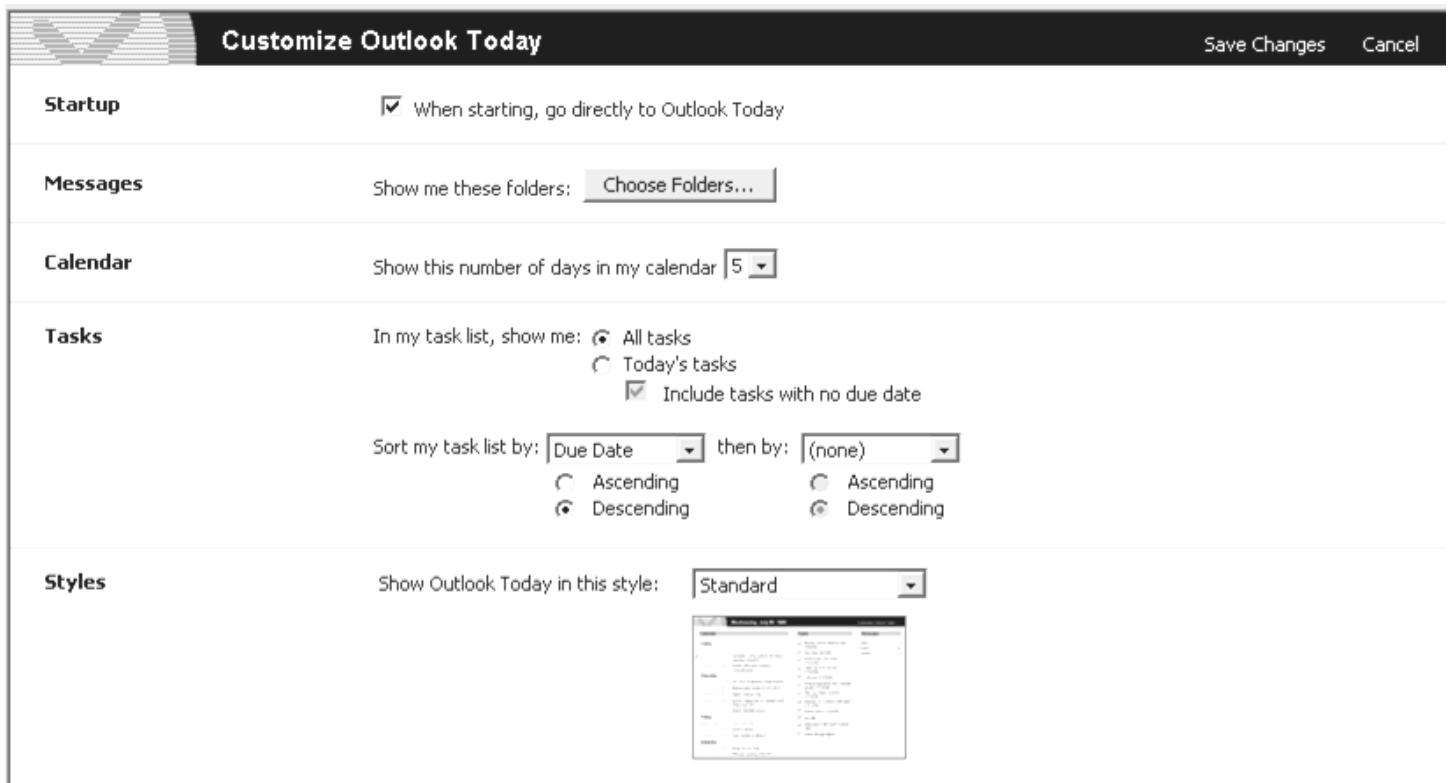 Customize Outlook Today Save Changes Cancel
Startup When starting, go directly to Outlook Today
Messages Show me these folders: Choose Folders...
Calendar Show this number of days in my calendar 5
Tasks In my task list, show me: All tasks
Today's tasks
Include tasks with no due date
Sort my task list by: Due Date then by: (none)
Ascending Ascending
Descending Descending
Styles Show Outlook Today in this style: Standard